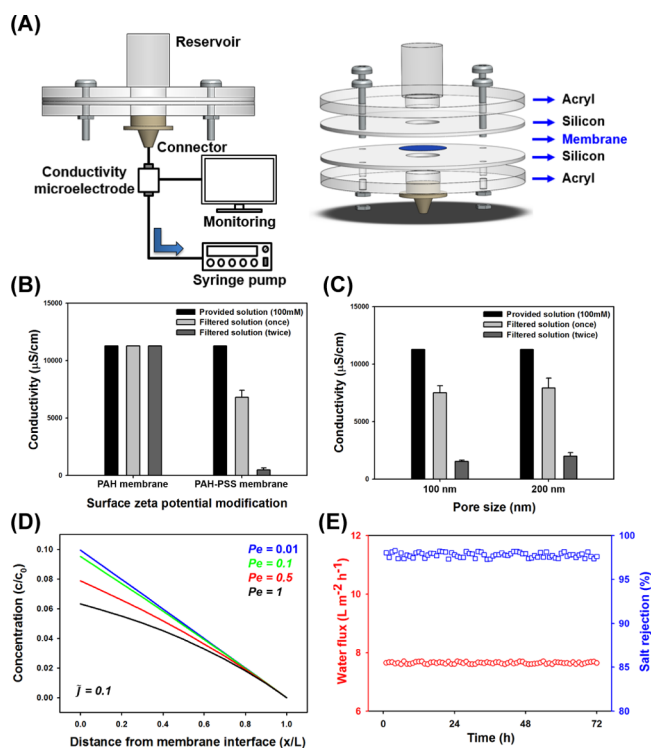 (A)
Reservoir
Connector
Conductivity
microelectrode
Monitoring
Syringe pump
Acryl
Silicon
Membrane
Silicon
Acryl
(B)
15000
10000
5000
0
Conductivity (μS/cm)
Provided solution (100mM)
Filtered solution (once)
Filtered solution (twice)
PAH membrane
PAH-PSS membrane
Surface zeta potential modification
(C)
15000
10000
5000
0
Conductivity (μS/cm)
Provided solution (100mM)
Filtered solution (once)
Filtered solution (twice)
100 nm
200 nm
Pore size (nm)
(D)
0.10
0.08
0.06
0.04
0.02
0.00
Concentration (c/c0)
Pe = 0.01
Pe = 0.1
Pe = 0.5
Pe = 1
j̄ = 0.1
0.0 0.2 0.4 0.6 0.8 1.0
Distance from membrane interface (x/L)
(E)
12
10
8
6
Water flux (L m⁻² h⁻¹)
100
95
90
85
80
Salt rejection (%)
0 24 48 72
Time (h)